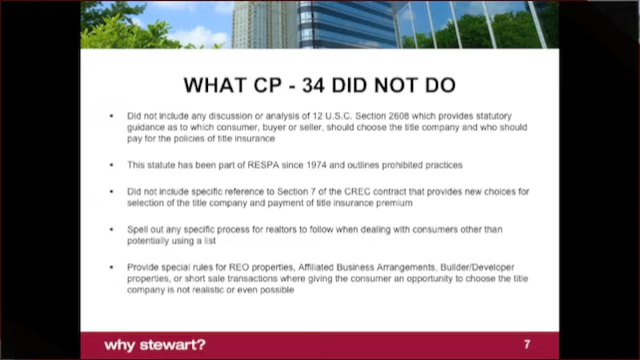 WHAT CP - 34 DID NOT DO
Did not include any discussion or analysis of 12 U.S.C. Section 2608 which provides statutory
guidance as to which consumer, buyer or seller, should choose the title company and who should
pay for the policies of title insurance
This statute has been part of RESPA since 1974 and outlines prohibited practices
Did not include specific reference to Section 7 of the CREC contract that provides new choices for
selection of the title company and payment of title insurance premium
Spell out any specific process for realtors to follow when dealing with consumers other than
potentially using a list
Provide special rules for REO properties, Affiliated Business Arrangements, Builder/Developer
properties, or short sale transactions where giving the consumer an opportunity to choose the title
company is not realistic or even possible
why stewart?
7